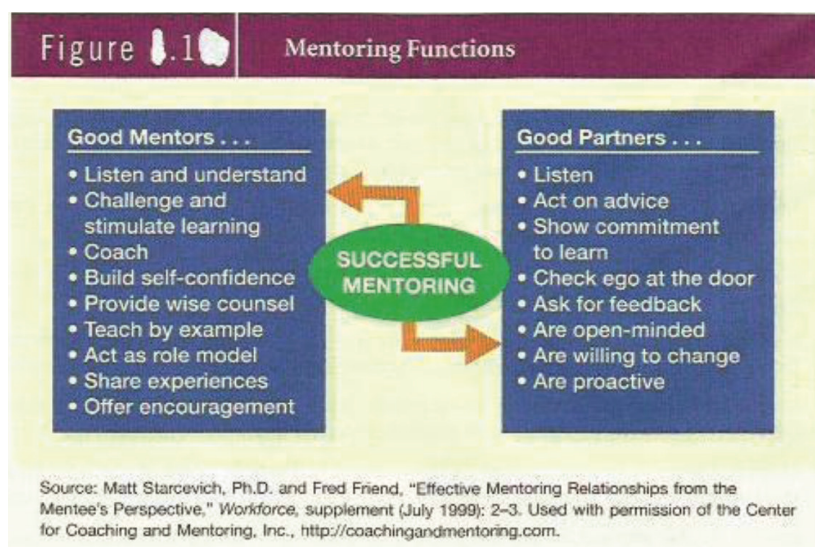 Figure .1
Mentoring Functions
Good Mentors . . .
• Listen and understand
• Challenge and
stimulate learning
• Coach
• Build self-confidence
• Provide wise counsel
• Teach by example
• Act as role model
• Share experiences
• Offer encouragement
SUCCESSFUL
MENTORING
Good Partners . . .
• Listen
• Act on advice
• Show commitment
to learn
• Check ego at the door
• Ask for feedback
• Are open-minded
• Are willing to change
• Are proactive
Source: Matt Starcevich, Ph.D. and Fred Friend, "Effective Mentoring Relationships from the
Mentee's Perspective," Workforce, supplement (July 1999): 2–3. Used with permission of the Center
for Coaching and Mentoring, Inc., http://coachingandmentoring.com.